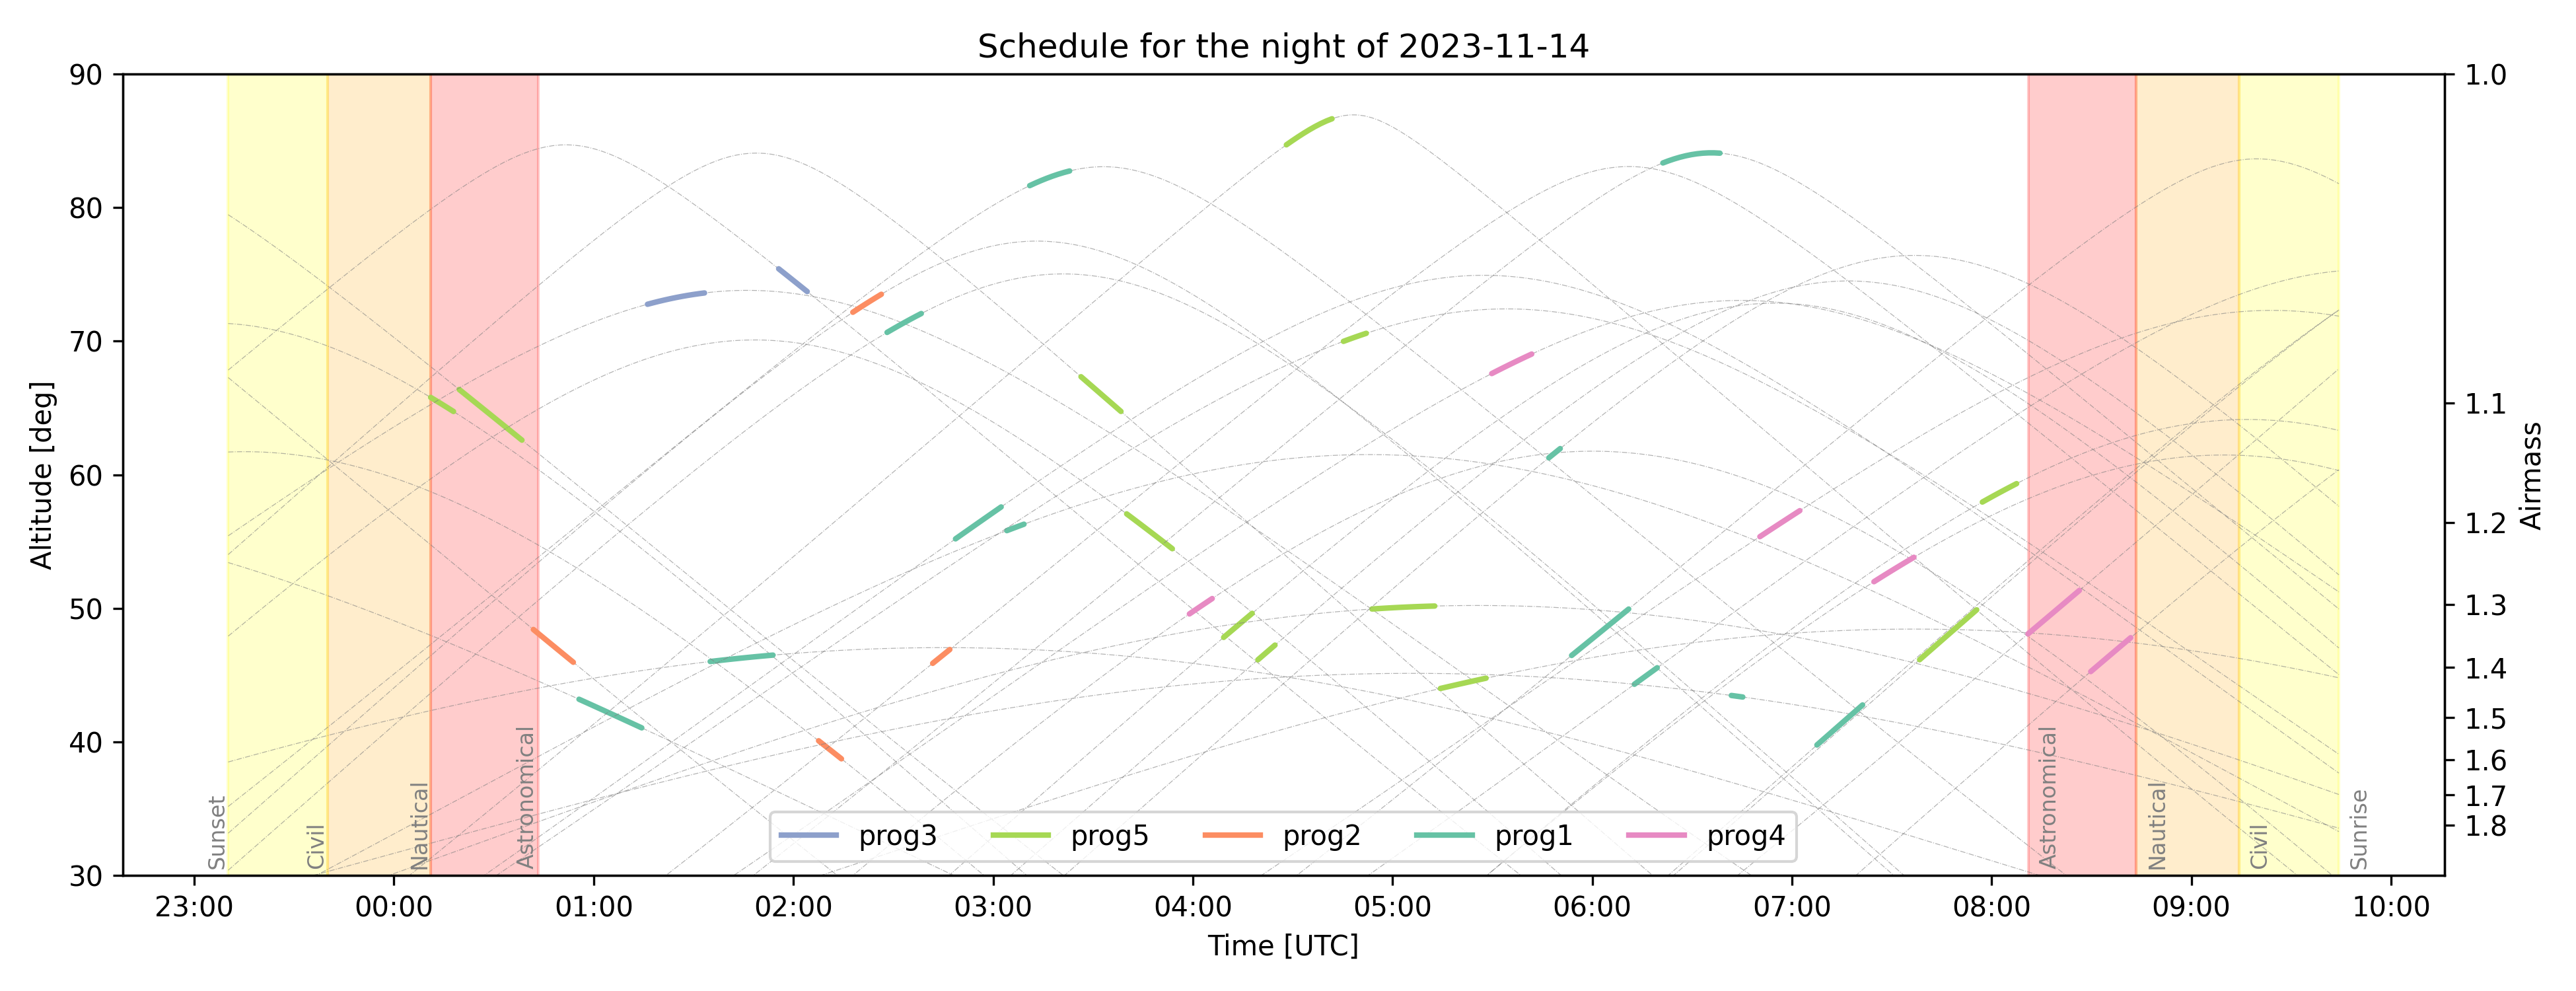 Schedule for the night of 2023-11-14
90
80
70
60
50
40
30
Altitude [deg]
1.0
1.1
1.2
1.3
1.4
1.5
1.6
1.7
1.8
Airmass
Sunset
Civil
Nautical
Astronomical
Astronomical
Nautical
Civil
Sunrise
prog3 prog5 prog2 prog1 prog4
23:00 00:00 01:00 02:00 03:00 04:00 05:00 06:00 07:00 08:00 09:00 10:00
Time [UTC]